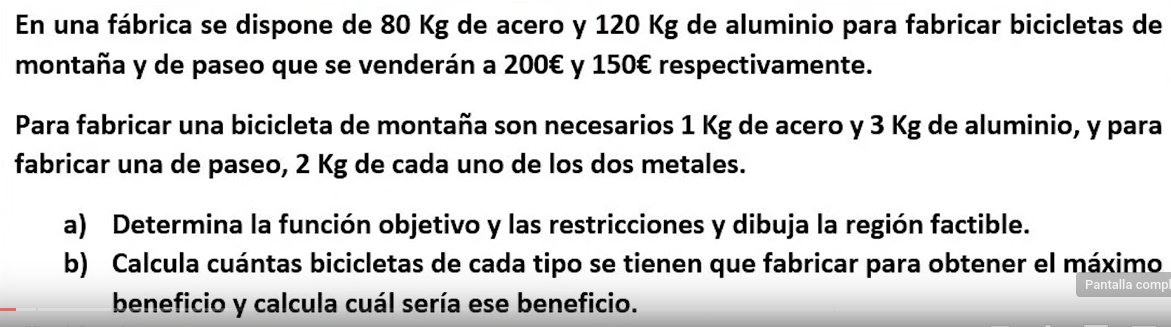 En una fábrica se dispone de 80 Kg de acero y 120 Kg de aluminio para fabricar bicicletas de
montaña y de paseo que se venderán a 200€ y 150€ respectivamente.
Para fabricar una bicicleta de montaña son necesarios 1 Kg de acero y 3 Kg de aluminio, y para
fabricar una de paseo, 2 Kg de cada uno de los dos metales.
a) Determina la función objetivo y las restricciones y dibuja la región factible.
b) Calcula cuántas bicicletas de cada tipo se tienen que fabricar para obtener el máximo
beneficio y calcula cuál sería ese beneficio.
Pantalla compl